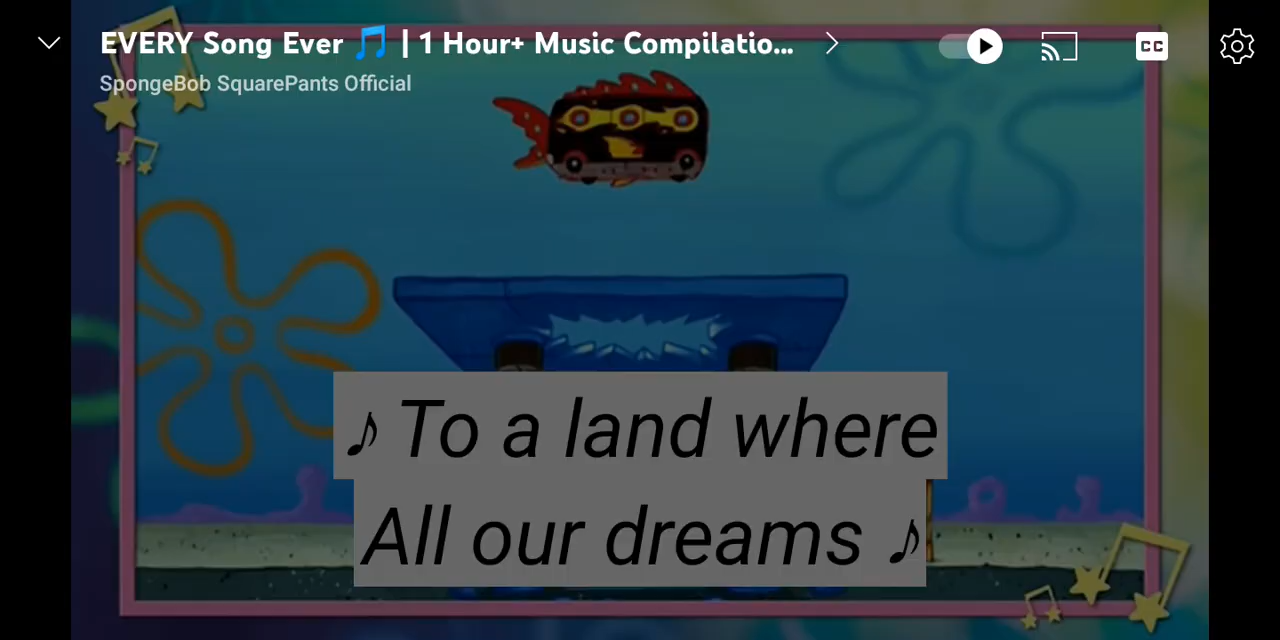 EVERY Song Ever 🎵 | 1 Hour+ Music Compilatio...
SpongeBob SquarePants Official
CC
♪ To a land where
All our dreams ♪